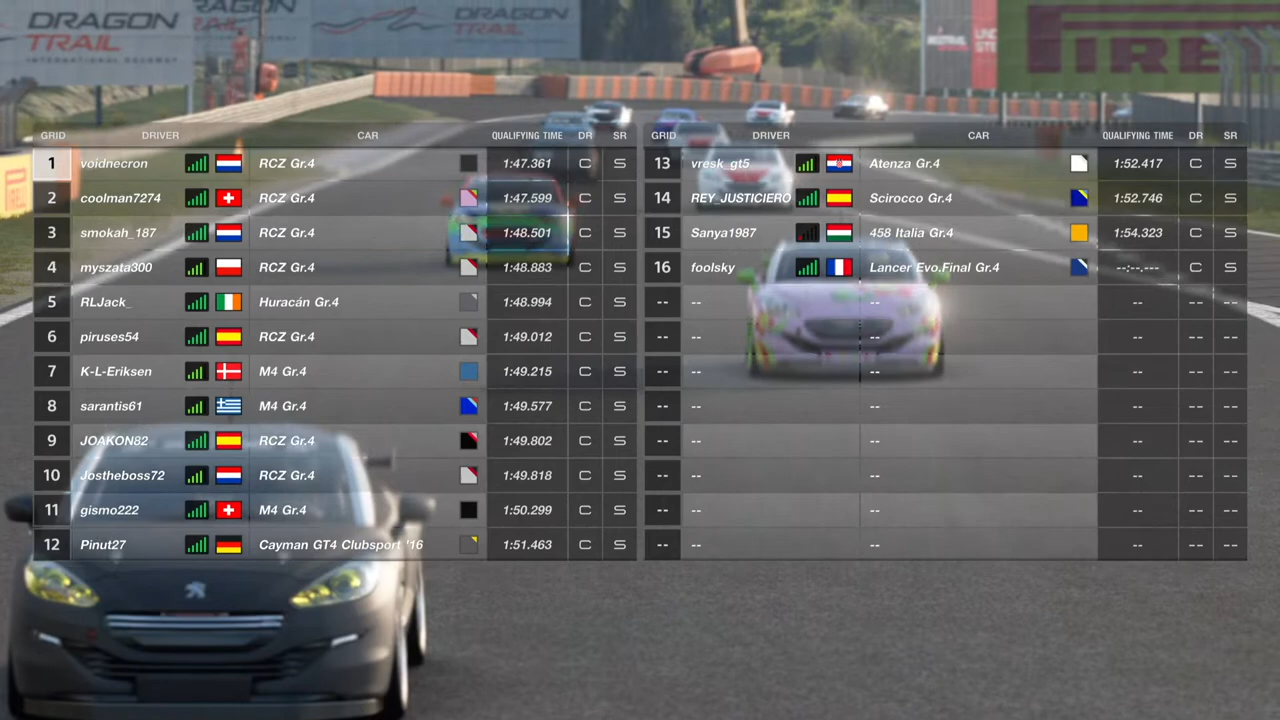 DRAGON
TRAIL
INTERNATIONAL RACEWAY
DRAGON
TRAIL
GRID DRIVER CAR QUALIFYING TIME DR SR
1 voidnecron RCZ Gr.4 1:47.361 C S
2 coolman7274 RCZ Gr.4 1:47.599 C S
3 smokah_187 RCZ Gr.4 1:48.501 C S
4 myszata300 RCZ Gr.4 1:48.883 C S
5 RLJack_ Huracán Gr.4 1:48.994 C S
6 piruses54 RCZ Gr.4 1:49.012 C S
7 K-L-Eriksen M4 Gr.4 1:49.215 C S
8 sarantis61 M4 Gr.4 1:49.577 C S
9 JOAKON82 RCZ Gr.4 1:49.802 C S
10 Jostheboss72 RCZ Gr.4 1:49.818 C S
11 gismo222 M4 Gr.4 1:50.299 C S
12 Pinut27 Cayman GT4 Clubsport '16 1:51.463 C S
GRID DRIVER CAR QUALIFYING TIME DR SR
13 vresk_gt5 Atenza Gr.4 1:52.417 C S
14 REY_JUSTICIERO Scirocco Gr.4 1:52.746 C S
15 Sanya1987 458 Italia Gr.4 1:54.323 C S
16 foolsky Lancer Evo.Final Gr.4 --:--.--- C S
-- -- -- -- -- --
-- -- -- -- -- --
-- -- -- -- -- --
-- -- -- -- -- --
-- -- -- -- -- --
-- -- -- -- -- --
-- -- -- -- -- --
-- -- -- -- -- --